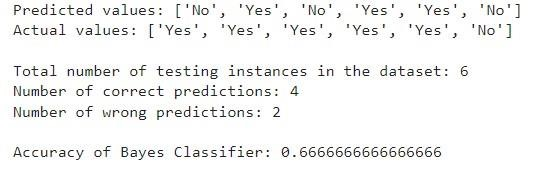 Predicted values: ['No', 'Yes', 'No', 'Yes', 'Yes', 'No']
Actual values: ['Yes', 'Yes', 'Yes', 'Yes', 'Yes', 'No']
Total number of testing instances in the dataset: 6
Number of correct predictions: 4
Number of wrong predictions: 2
Accuracy of Bayes Classifier: 0.6666666666666666